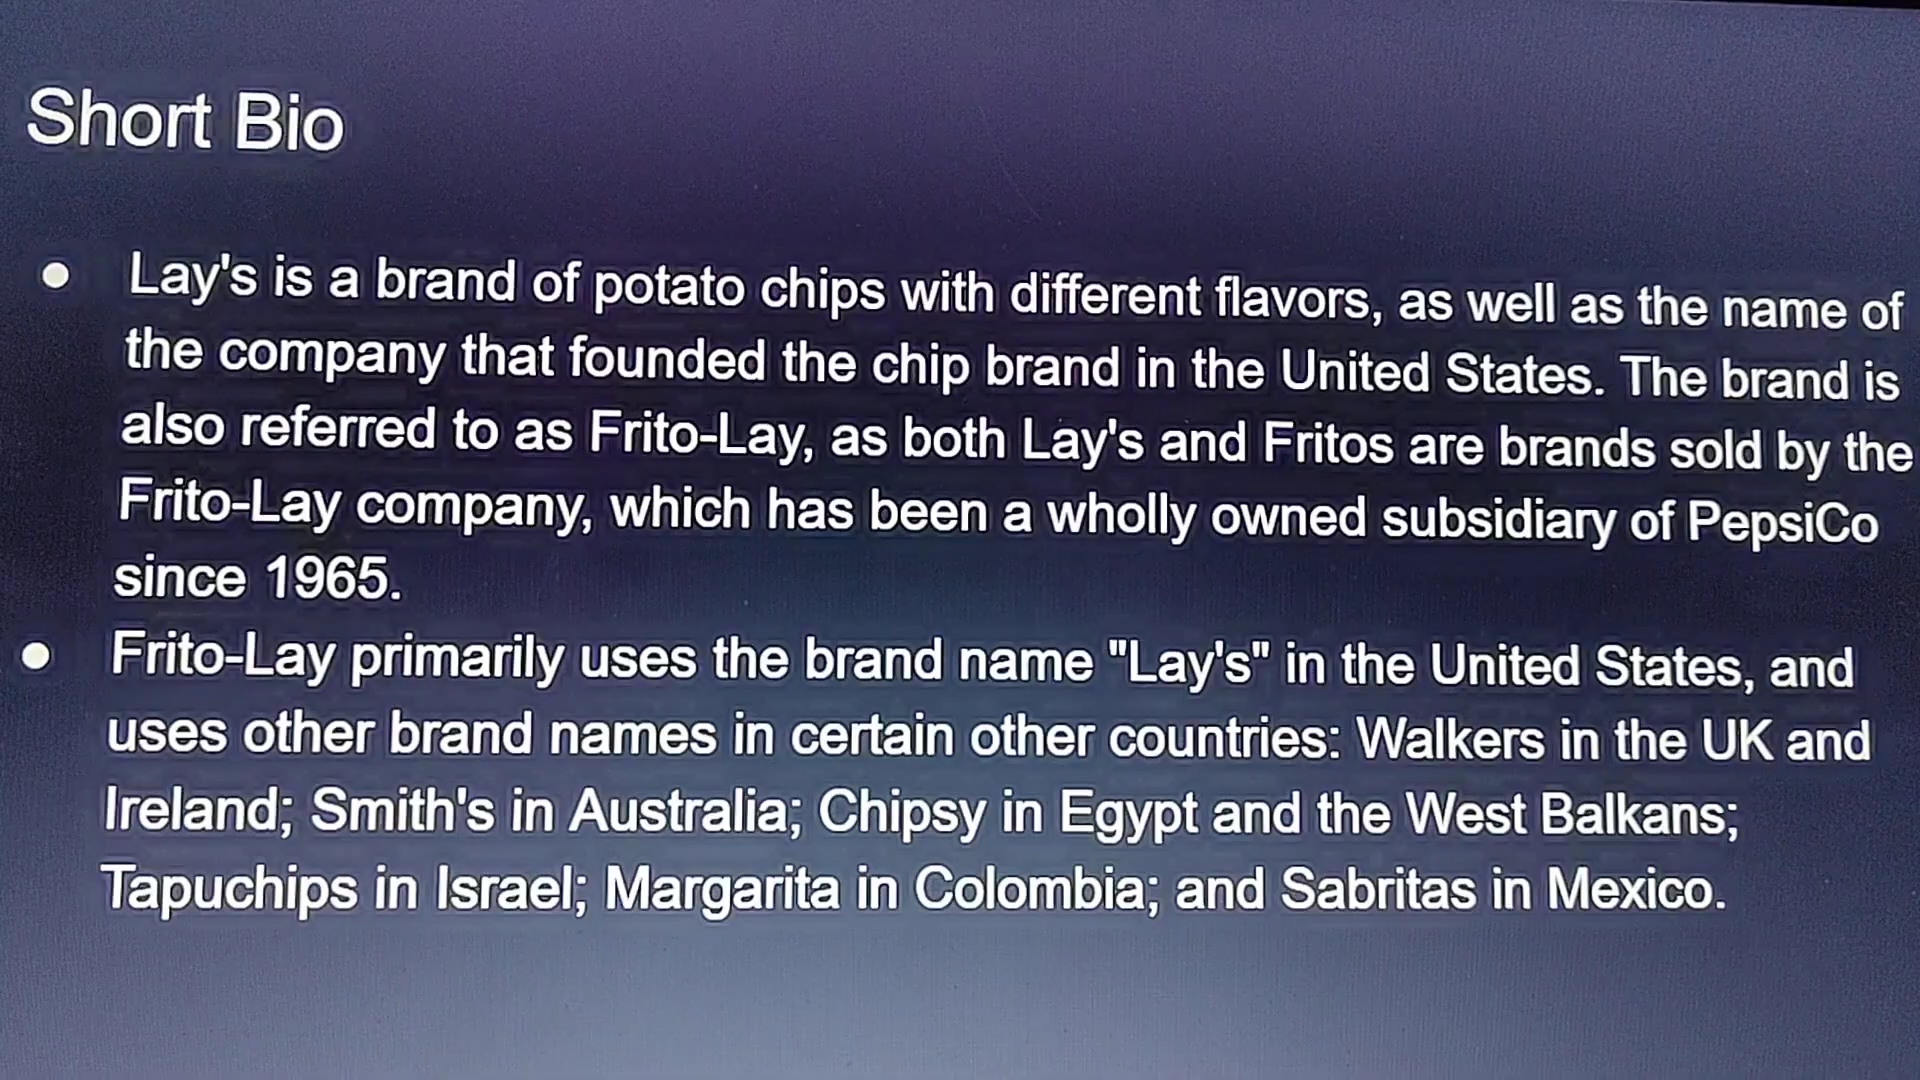 Short Bio
● Lay's is a brand of potato chips with different flavors, as well as the name of
the company that founded the chip brand in the United States. The brand is
also referred to as Frito-Lay, as both Lay's and Fritos are brands sold by the
Frito-Lay company, which has been a wholly owned subsidiary of PepsiCo
since 1965.
● Frito-Lay primarily uses the brand name "Lay's" in the United States, and
uses other brand names in certain other countries: Walkers in the UK and
Ireland; Smith's in Australia; Chipsy in Egypt and the West Balkans;
Tapuchips in Israel; Margarita in Colombia; and Sabritas in Mexico.